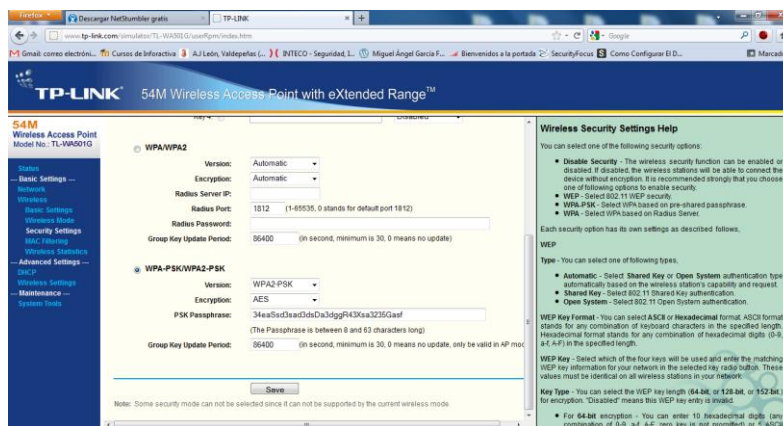 Firefox
Descargar NetStumbler gratis
TP-LINK
www.tp-link.com/simulator/TL-WA501G/userRpm/index.htm
Google
Gmail: correo electróni...
Cursos de Inforactiva
A.J León, Valdepeñas (...
INTECO - Seguridad, L...
Miguel Ángel García F...
Bienvenidos a la portada
SecurityFocus
Como Configurar El D...
Marcad
TP-LINK®
54M Wireless Access Point with eXtended Range™
54M
Wireless Access Point
Model No.: TL-WA501G
Status
--- Basic Settings ---
Network
Wireless
Basic Settings
Wireless Mode
Security Settings
MAC Filtering
Wireless Statistics
--- Advanced Settings ---
DHCP
Wireless Settings
--- Maintenance ---
System Tools
Key 4:
Disabled
WPA/WPA2
Version: Automatic
Encryption: Automatic
Radius Server IP:
Radius Port: 1812 (1-65535, 0 stands for default port 1812)
Radius Password:
Group Key Update Period: 86400 (in second, minimum is 30, 0 means no update)
WPA-PSK/WPA2-PSK
Version: WPA2-PSK
Encryption: AES
PSK Passphrase: 34eaSsd3sad3dsDa3dggR43Xsa3235Gasf
(The Passphrase is between 8 and 63 characters long)
Group Key Update Period: 86400 (in second, minimum is 30, 0 means no update, only be valid in AP mod
Save
Note: Some security mode can not be selected since it can not be supported by the current wireless mode.
Wireless Security Settings Help
You can select one of the following security options:
• Disable Security - The wireless security function can be enabled or
disabled. If disabled, the wireless stations will be able to connect the
device without encryption. It is recommended strongly that you choose
one of following options to enable security.
• WEP - Select 802.11 WEP security.
• WPA-PSK - Select WPA based on pre-shared passphrase.
• WPA - Select WPA based on Radius Server.
Each security option has its own settings as described follows,
WEP
Type - You can select one of following types,
• Automatic - Select Shared Key or Open System authentication type
automatically based on the wireless station's capability and request.
• Shared Key - Select 802.11 Shared Key authentication.
• Open System - Select 802.11 Open System authentication.
WEP Key Format - You can select ASCII or Hexadecimal format. ASCII format
stands for any combination of keyboard characters in the specified length.
Hexadecimal format stands for any combination of hexadecimal digits (0-9,
a-f, A-F) in the specified length.
WEP Key - Select which of the four keys will be used and enter the matching
WEP key information for your network in the selected key radio button. These
values must be identical on all wireless stations in your network.
Key Type - You can select the WEP key length (64-bit, or 128-bit, or 152-bit.)
for encryption. "Disabled" means this WEP key entry is invalid.
• For 64-bit encryption - You can enter 10 hexadecimal digits (any
combination of 0-9, a-f, A-F, zero key is not promitted) or 5 ASCII